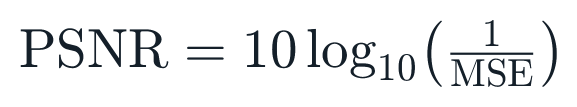 PSNR = 10 log₁₀(1/MSE)